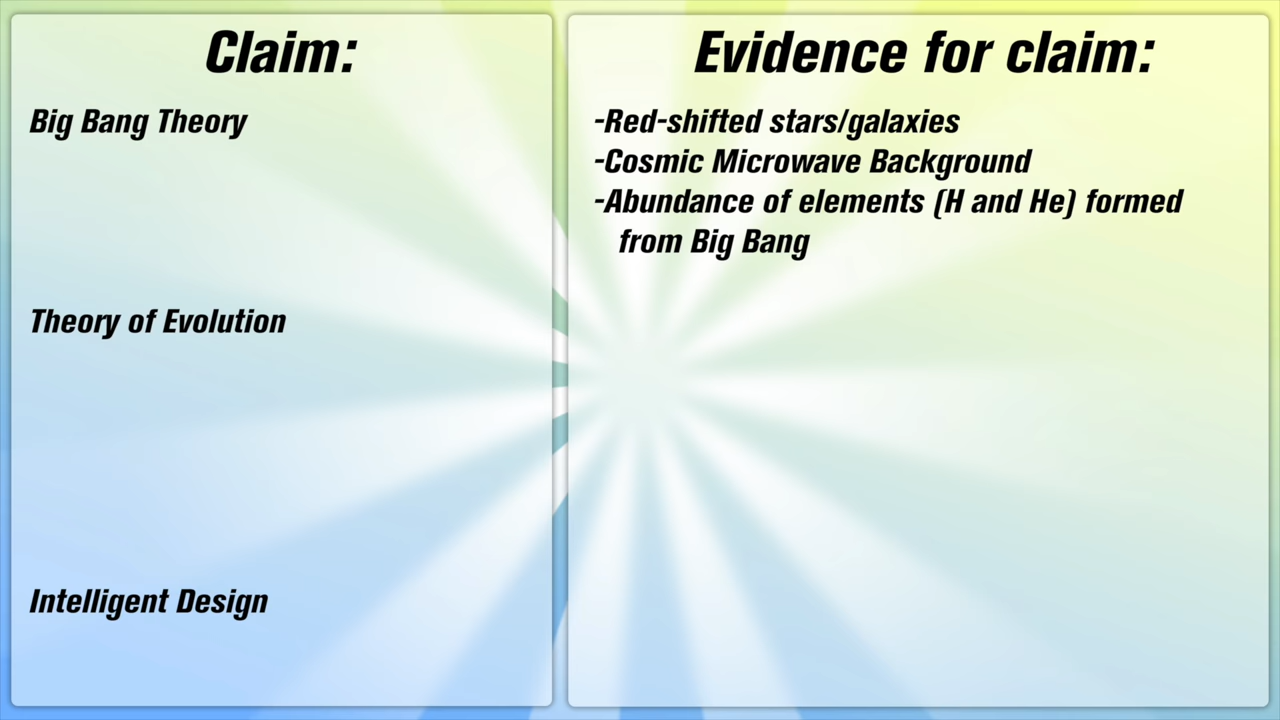 Claim:
Big Bang Theory
Theory of Evolution
Intelligent Design
Evidence for claim:
-Red-shifted stars/galaxies
-Cosmic Microwave Background
-Abundance of elements (H and He) formed
from Big Bang